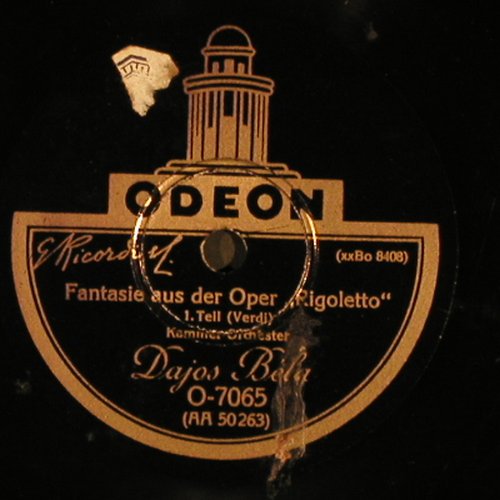 ODEON
G Ricordi
(xxBo 8408)
Fantasie aus der Oper „Rigoletto“
1. Teil (Verdi)
Kammer-Orchester
Dajos Béla
O-7065
(AA 50263)